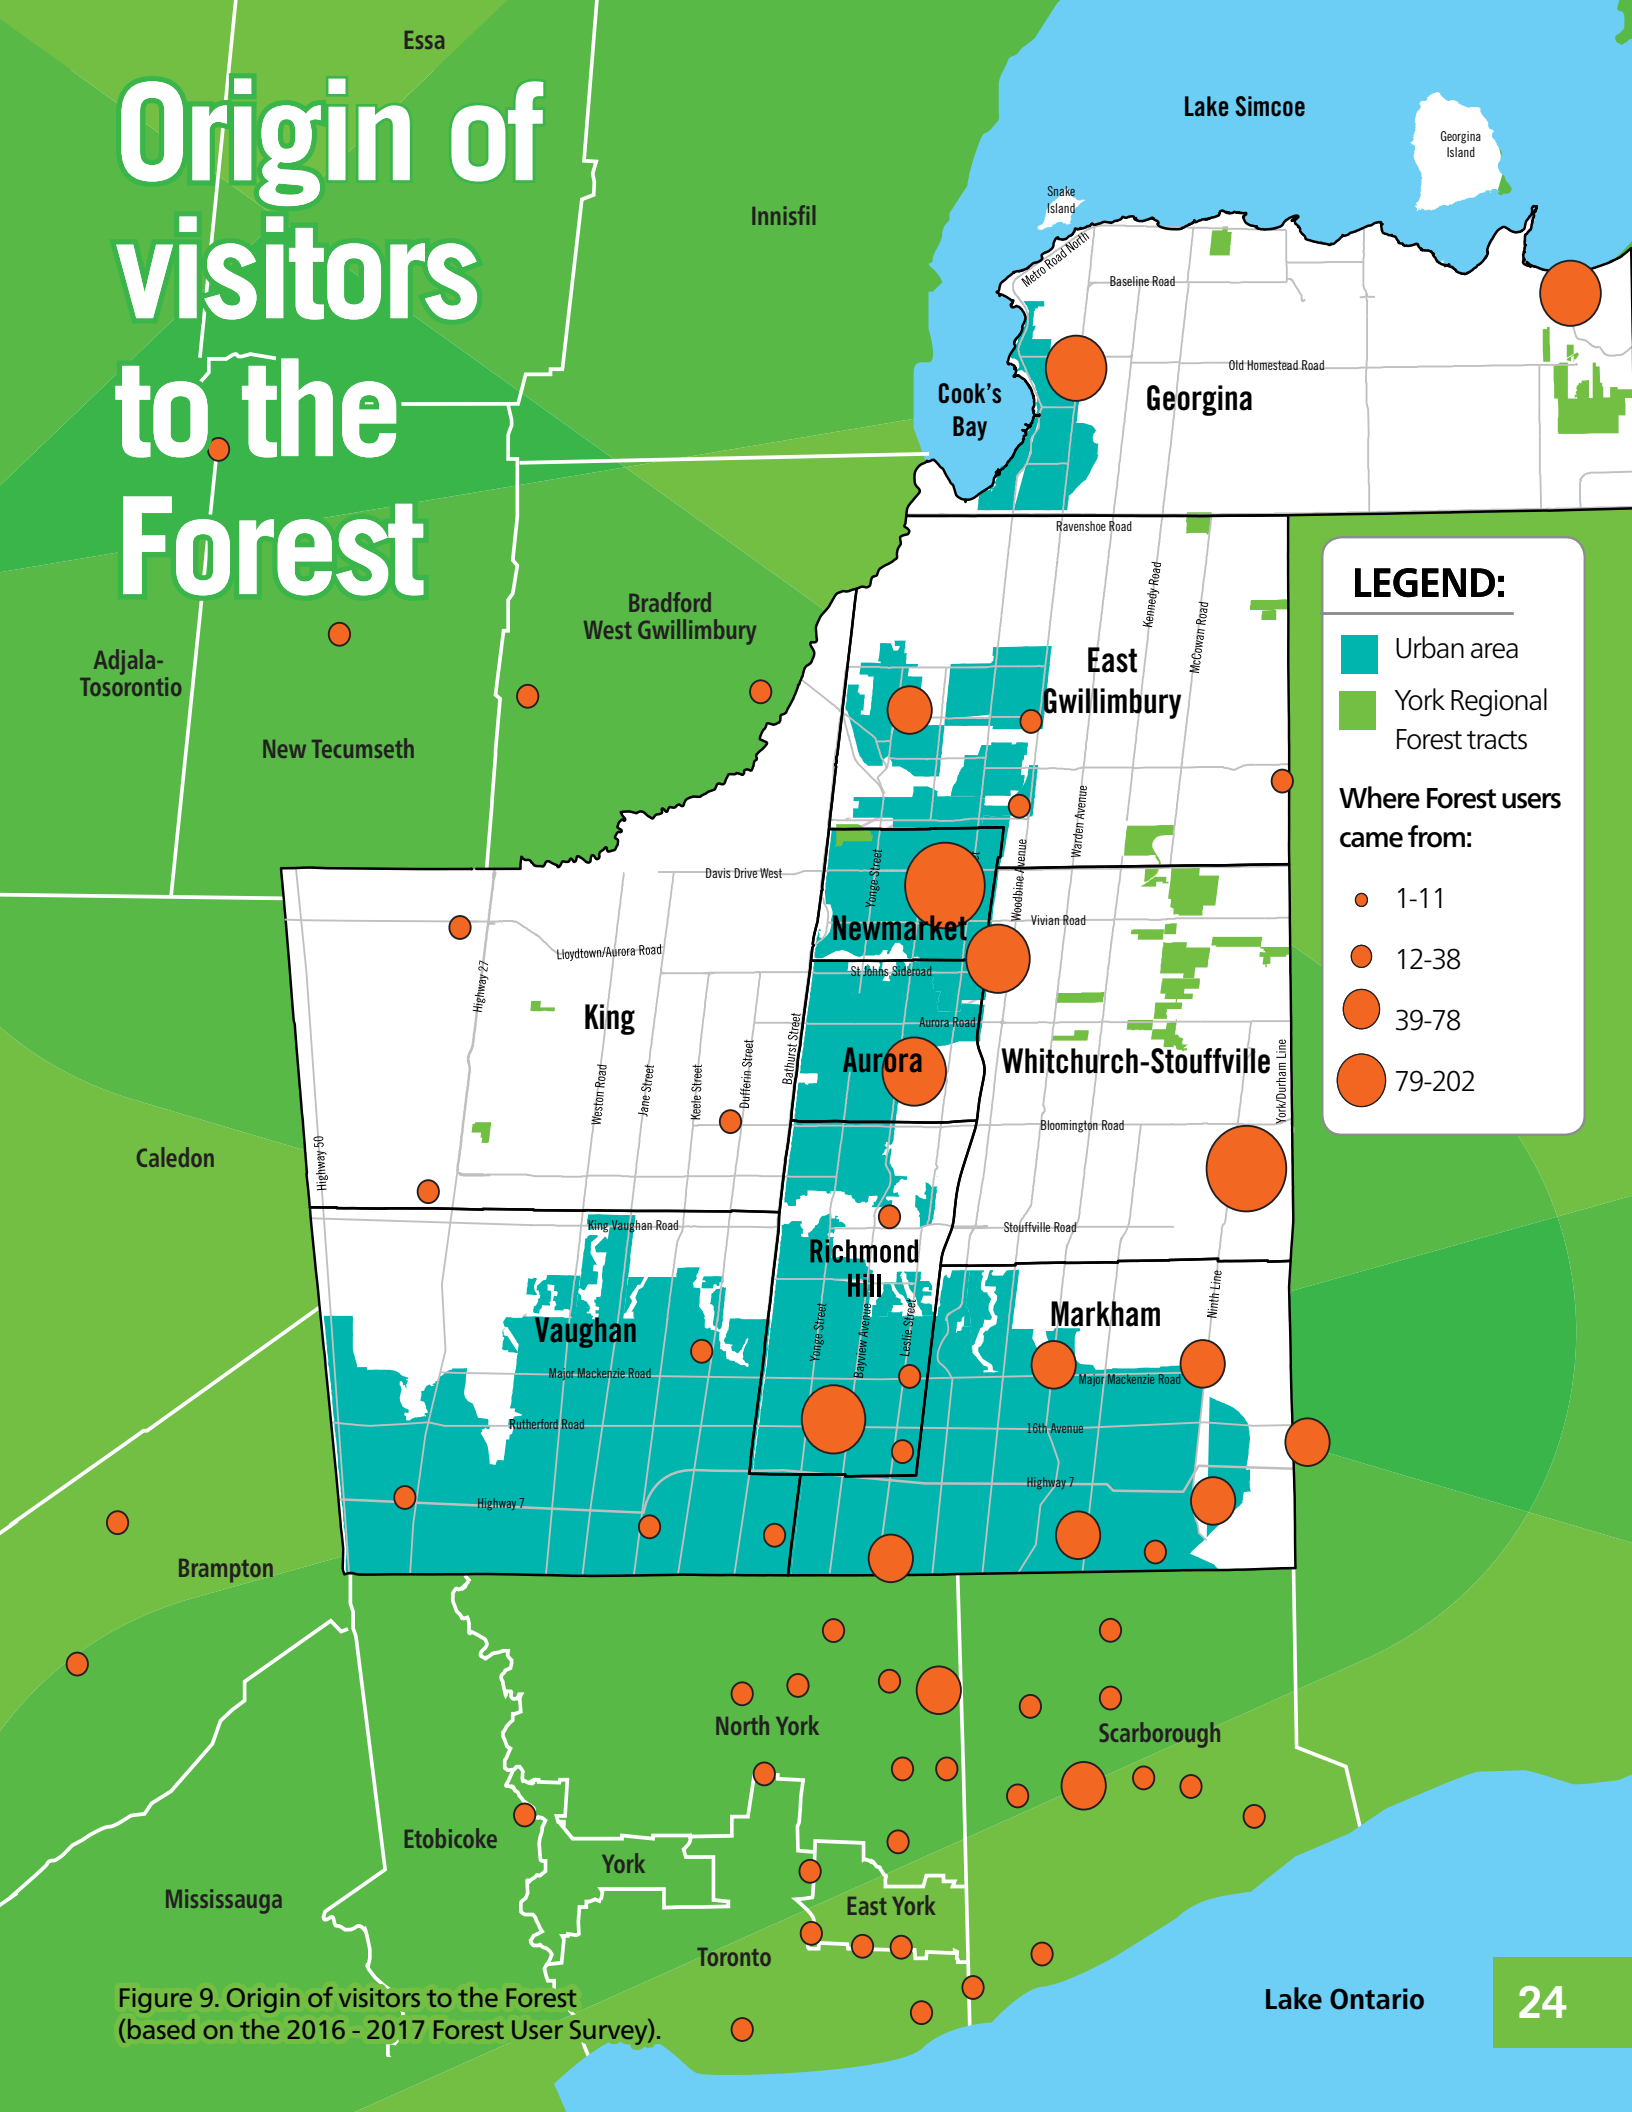 Essa
Origin of
visitors
to the
Forest
Lake Simcoe
Georgina
Island
Snake
Island
Innisfil
Metro Road North
Baseline Road
Old Homestead Road
Cook's
Bay
Georgina
Ravenshoe Road
Kennedy Road
McCowan Road
Bradford
West Gwillimbury
Adjala-
Tosorontio
New Tecumseth
East
Gwillimbury
LEGEND:
Urban area
York Regional
Forest tracts
Where Forest users
came from:
1-11
12-38
39-78
79-202
Warden Avenue
Woodbine Avenue
Yonge Street
Davis Drive West
Newmarket
Vivian Road
Lloydtown/Aurora Road
St Johns Sideroad
Highway 27
King
Aurora Road
Aurora
Whitchurch-Stouffville
Weston Road
Jane Street
Keele Street
Dufferin Street
Bathurst Street
York/Durham Line
Bloomington Road
Caledon
Highway 50
King Vaughan Road
Stouffville Road
Richmond
Hill
Ninth Line
Markham
Vaughan
Yonge Street
Bayview Avenue
Leslie Street
Major Mackenzie Road
Major Mackenzie Road
Rutherford Road
16th Avenue
Highway 7
Highway 7
Brampton
North York
Scarborough
Etobicoke
York
Mississauga
East York
Toronto
Figure 9. Origin of visitors to the Forest
(based on the 2016 - 2017 Forest User Survey).
Lake Ontario
24